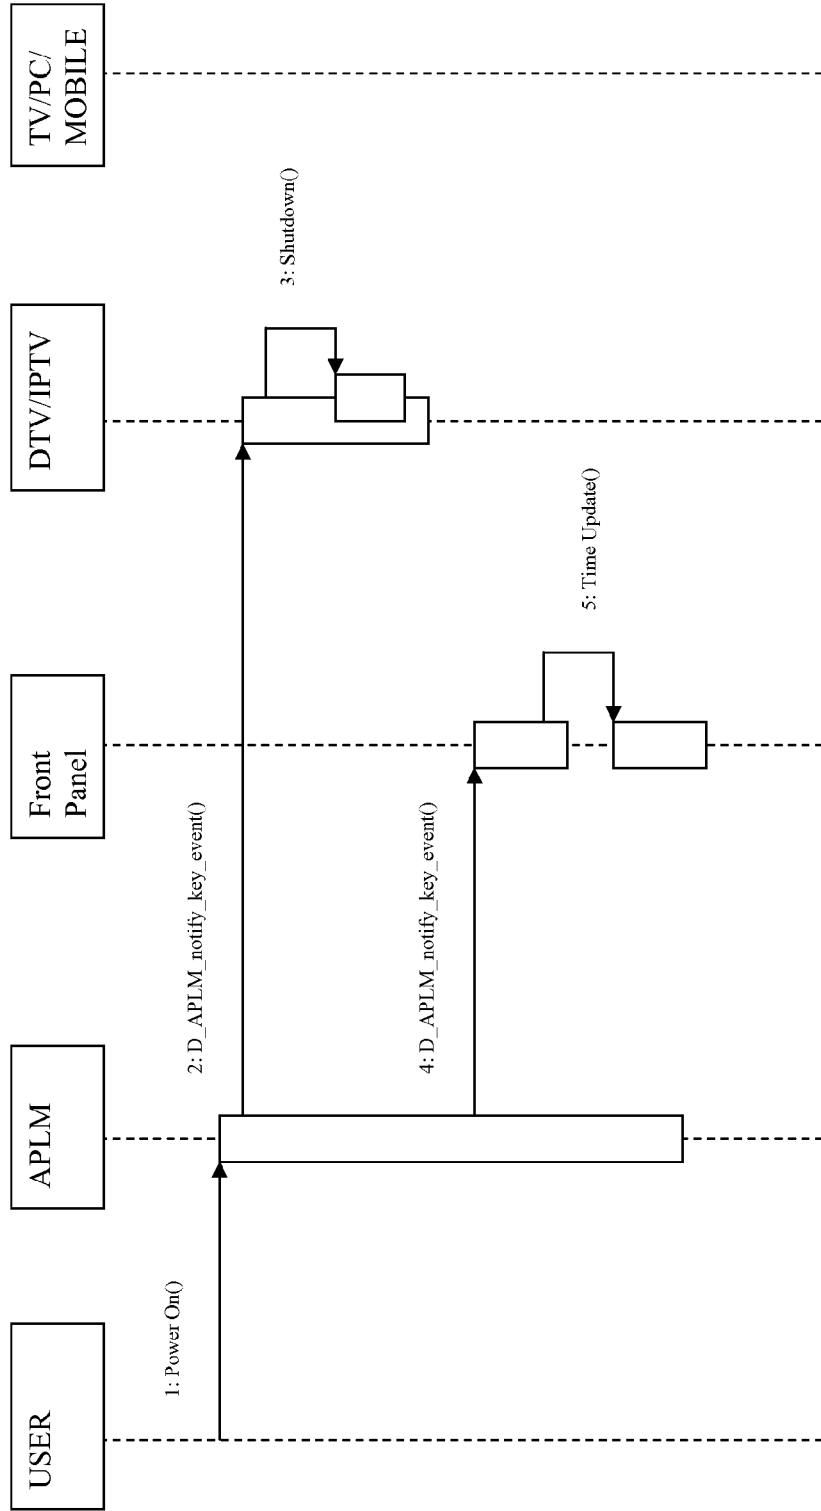 USER
APLM
Front
Panel
DTV/IPTV
TV/PC/
MOBILE
1: Power On()
2: D_APLM_notify_key_event()
3: Shutdown()
4: D_APLM_notify_key_event()
5: Time Update()